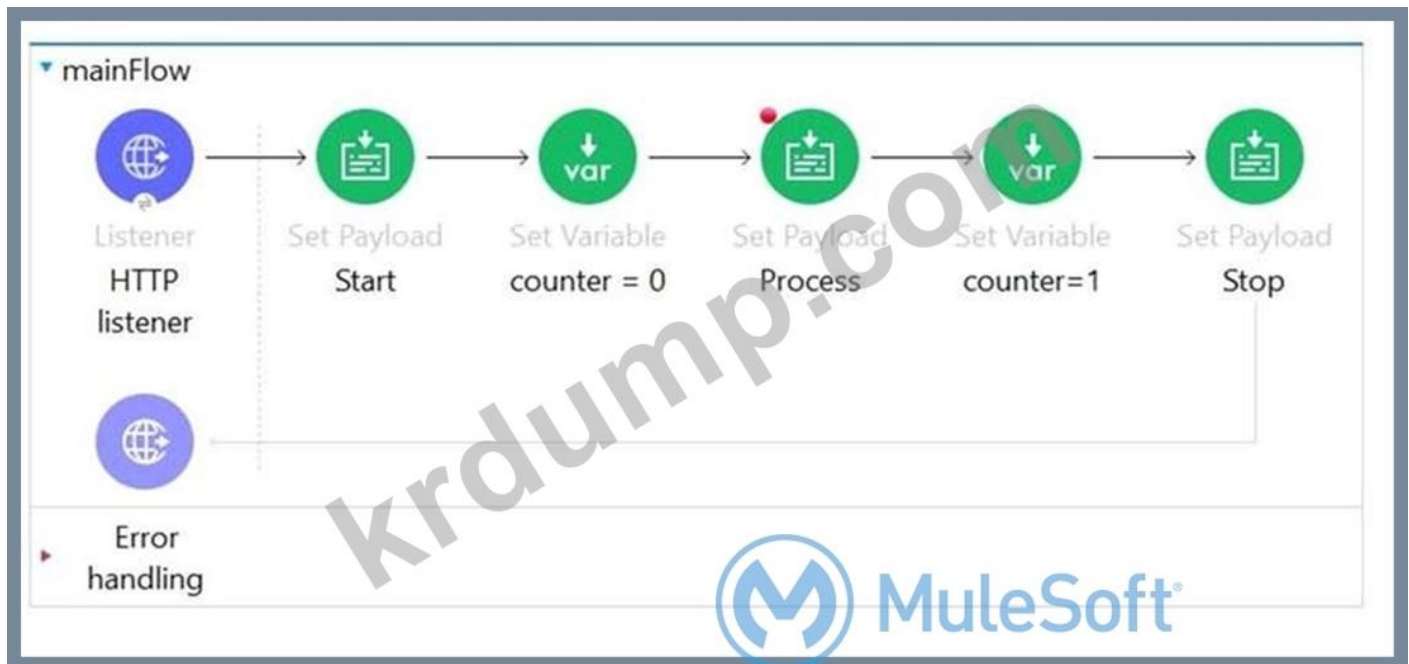 mainFlow
var
var
Listener
Set Payload
Set Variable
Set Payload
Set Variable
Set Payload
HTTP
listener
Start
counter = 0
Process
counter=1
Stop
Error
handling
krdump.com
MuleSoft®